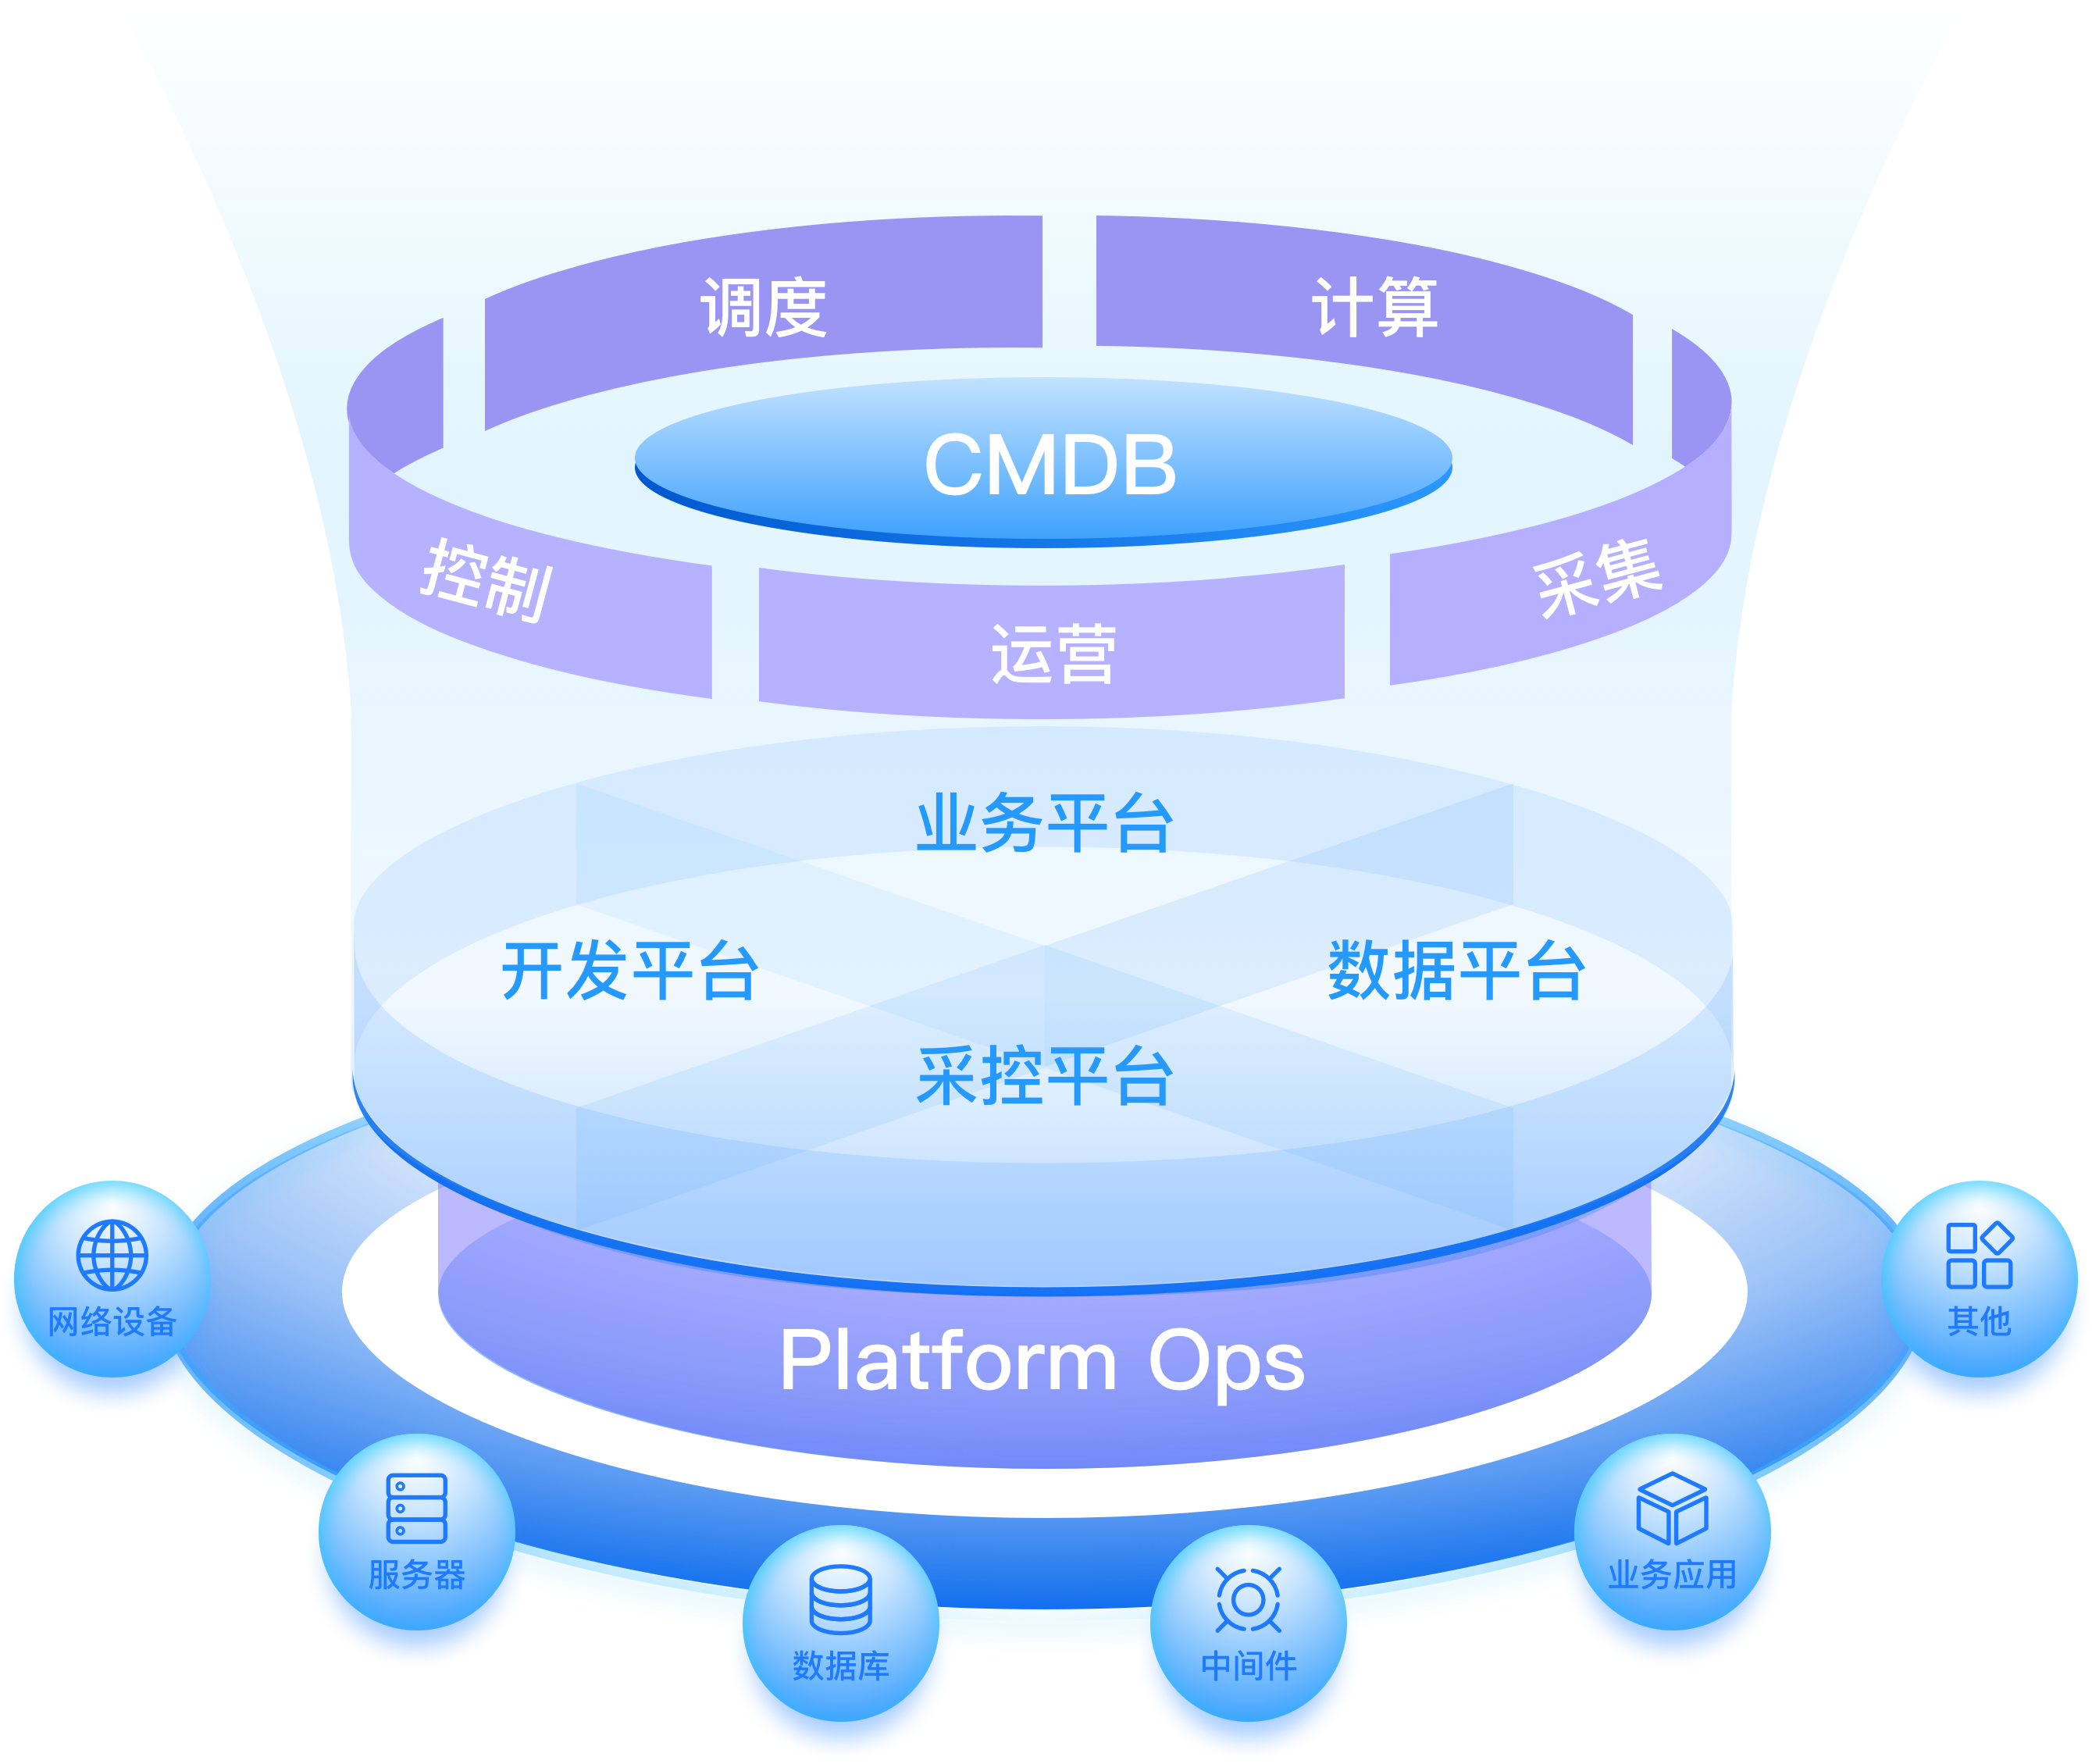 调度
计算
CMDB
控制
运营
采集
业务平台
开发平台
数据平台
采控平台
Platform Ops
网络设备
服务器
数据库
中间件
业务应用
其他